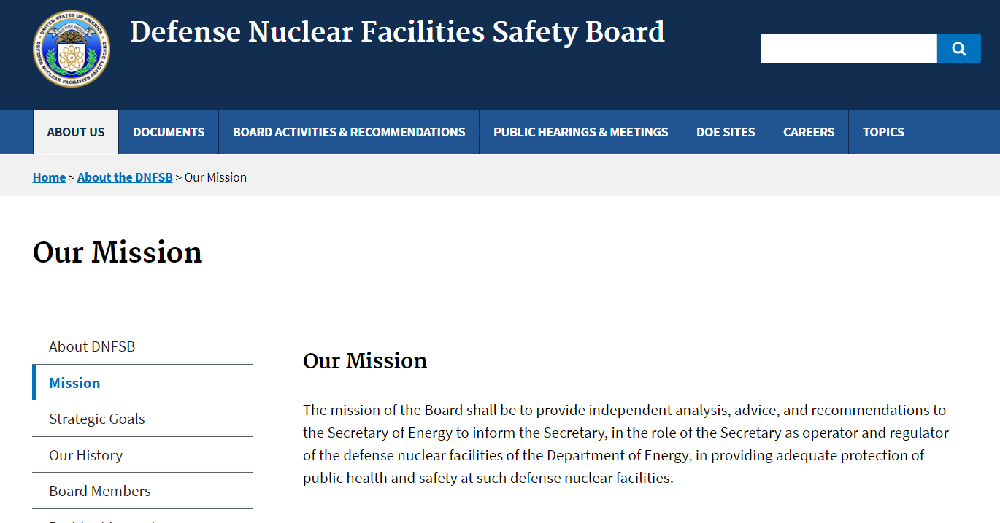 UNITED STATES OF AMERICA
DEFENSE NUCLEAR FACILITIES SAFETY BOARD
Defense Nuclear Facilities Safety Board
ABOUT US DOCUMENTS BOARD ACTIVITIES & RECOMMENDATIONS PUBLIC HEARINGS & MEETINGS DOE SITES CAREERS TOPICS
Home > About the DNFSB > Our Mission
Our Mission
About DNFSB
Mission
Strategic Goals
Our History
Board Members
Our Mission
The mission of the Board shall be to provide independent analysis, advice, and recommendations to
the Secretary of Energy to inform the Secretary, in the role of the Secretary as operator and regulator
of the defense nuclear facilities of the Department of Energy, in providing adequate protection of
public health and safety at such defense nuclear facilities.